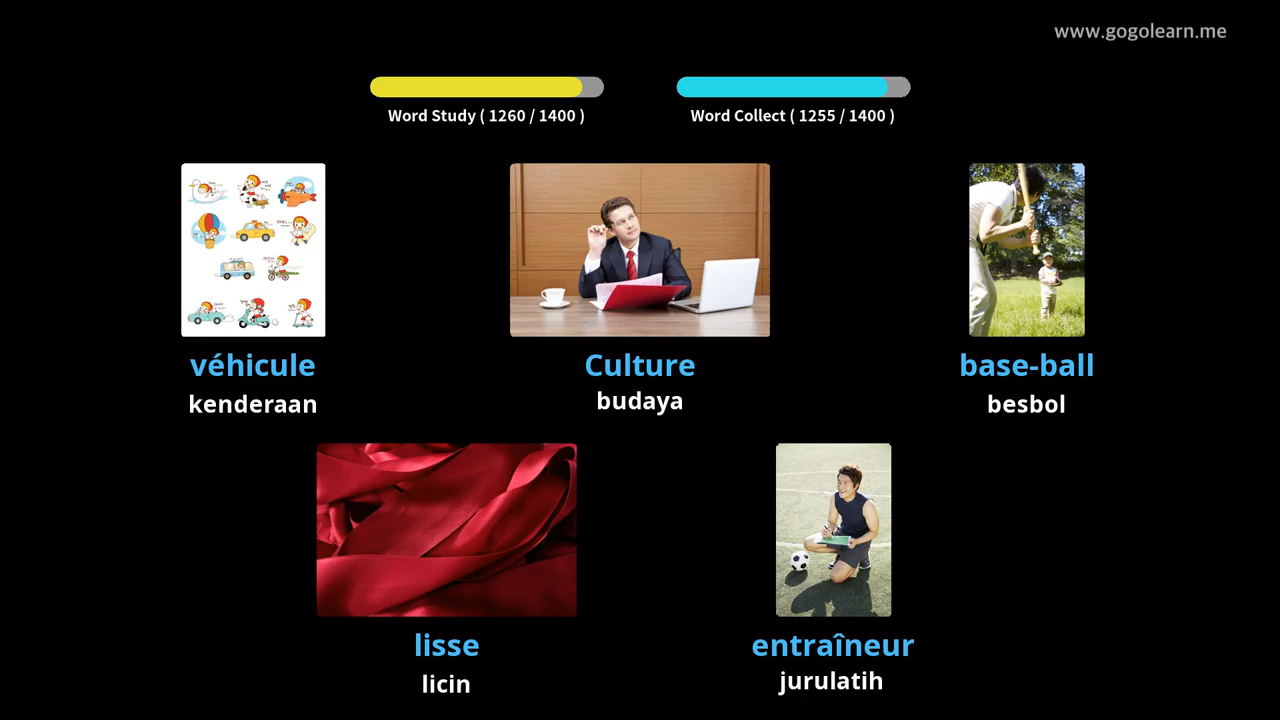 www.gogolearn.me
Word Study ( 1260 / 1400 )
Word Collect ( 1255 / 1400 )
véhicule
kenderaan
Culture
budaya
base-ball
besbol
lisse
licin
entraîneur
jurulatih